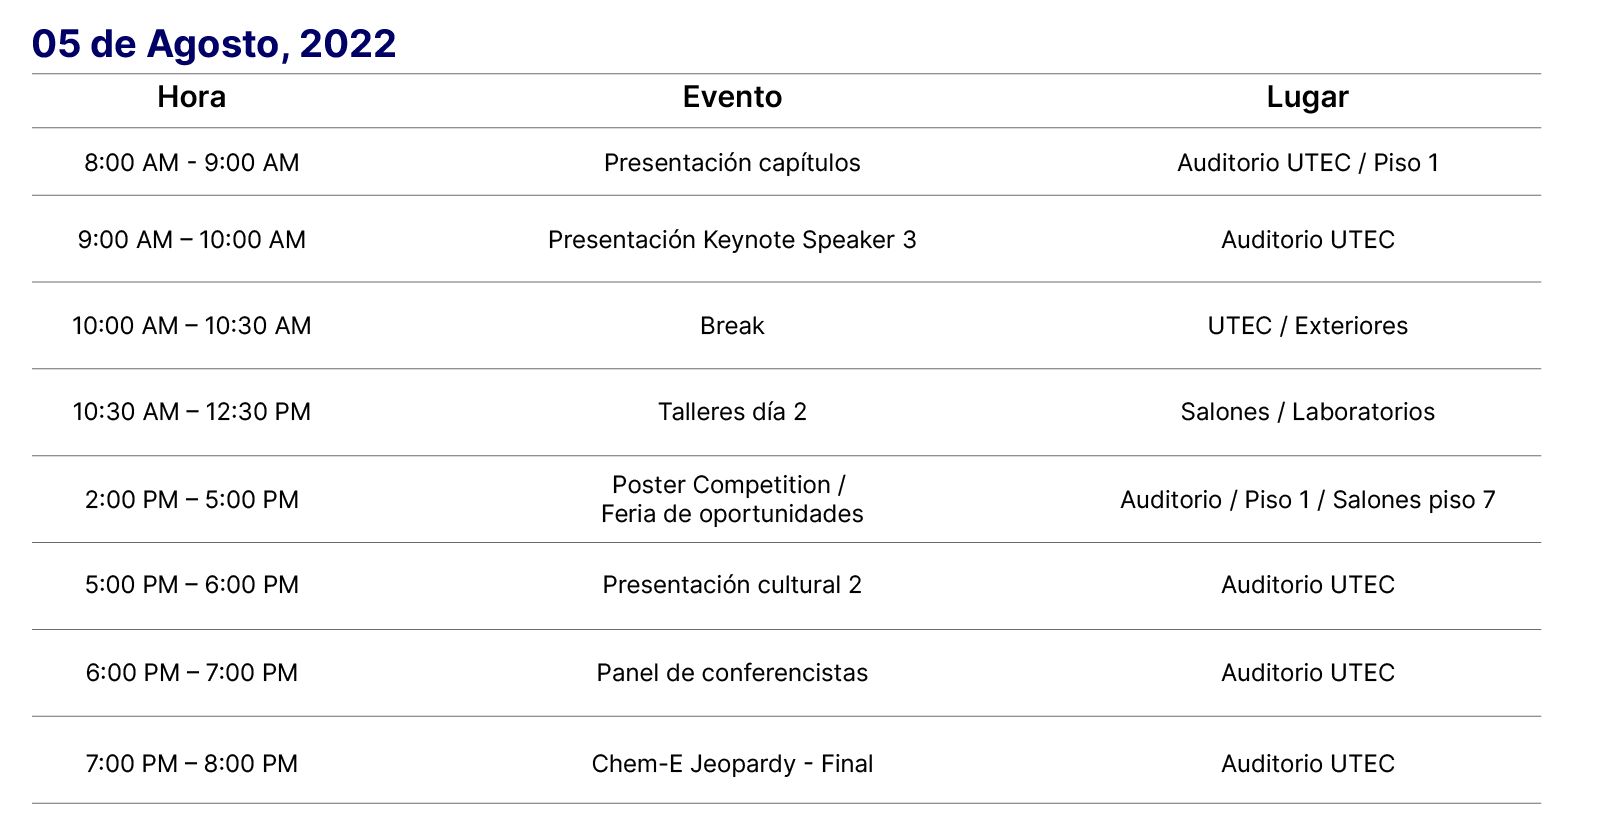 05 de Agosto, 2022
Hora Evento Lugar
8:00 AM - 9:00 AM Presentación capítulos Auditorio UTEC / Piso 1
9:00 AM – 10:00 AM Presentación Keynote Speaker 3 Auditorio UTEC
10:00 AM – 10:30 AM Break UTEC / Exteriores
10:30 AM – 12:30 PM Talleres día 2 Salones / Laboratorios
2:00 PM – 5:00 PM Poster Competition / Auditorio / Piso 1 / Salones piso 7
Feria de oportunidades
5:00 PM – 6:00 PM Presentación cultural 2 Auditorio UTEC
6:00 PM – 7:00 PM Panel de conferencistas Auditorio UTEC
7:00 PM – 8:00 PM Chem-E Jeopardy - Final Auditorio UTEC